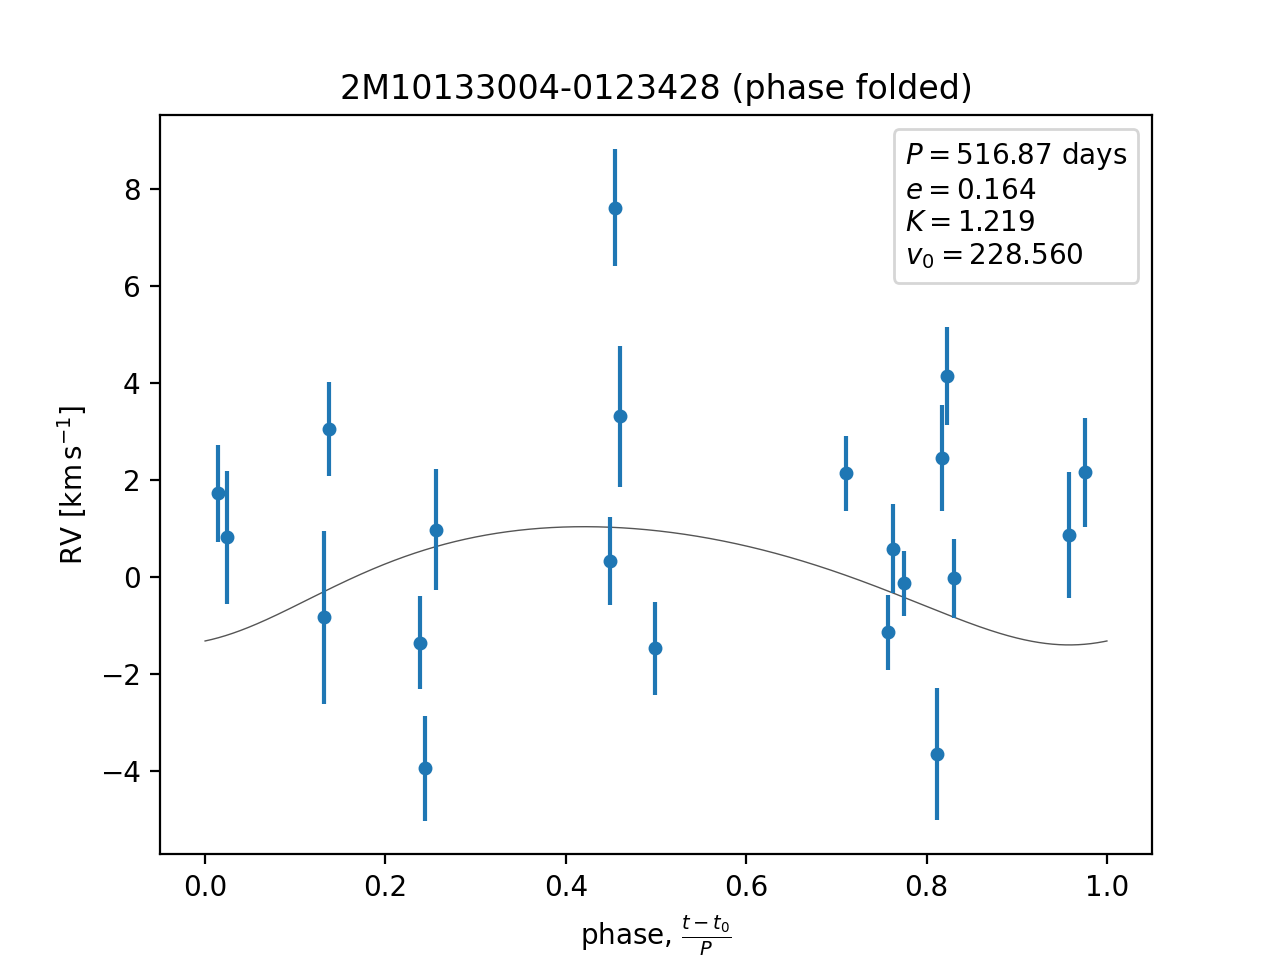 2M10133004-0123428 (phase folded)
P = 516.87 days
e = 0.164
K = 1.219
v₀ = 228.560
RV [km s⁻¹]
8
6
4
2
0
−2
−4
0.0 0.2 0.4 0.6 0.8 1.0
phase, (t − t₀)/P